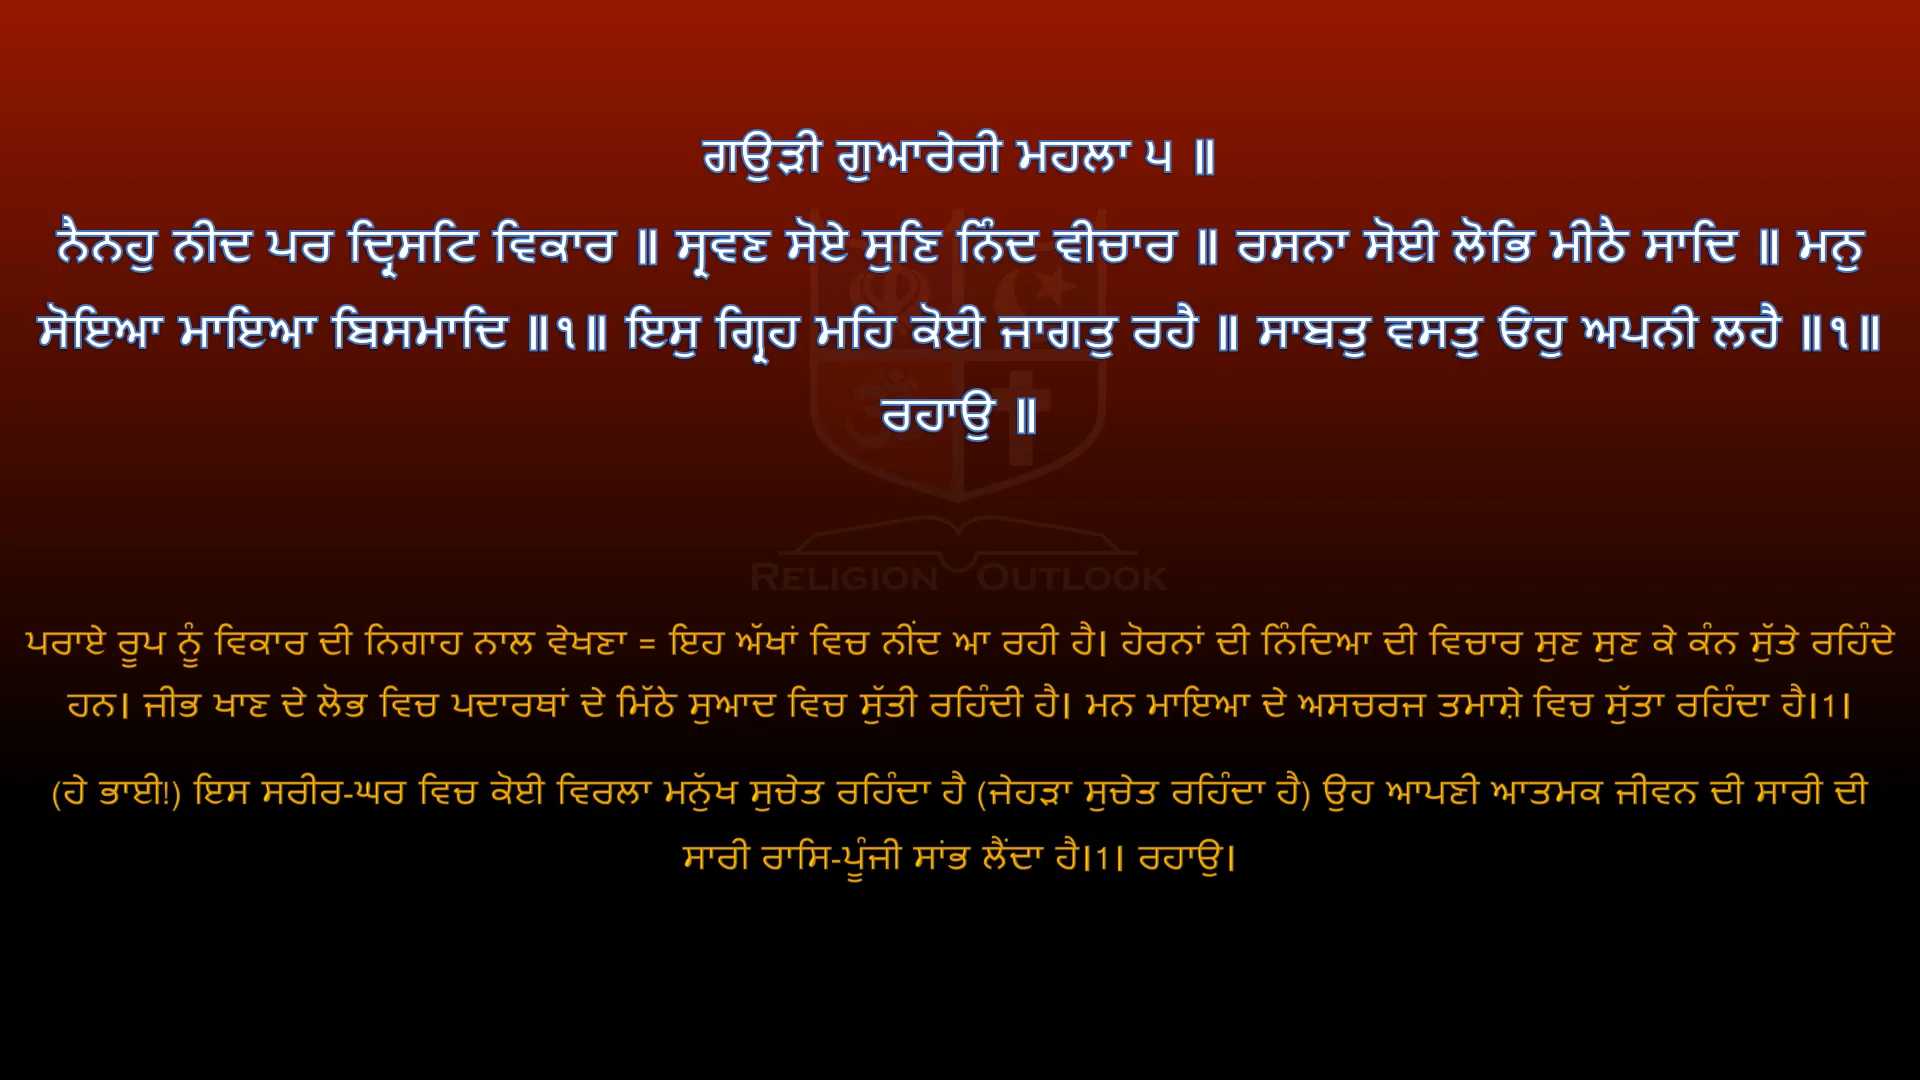 ਗਉੜੀ ਗੁਆਰੇਰੀ ਮਹਲਾ ੫ ॥
ਨੈਨਹੁ ਨੀਦ ਪਰ ਦ੍ਰਿਸਟਿ ਵਿਕਾਰ ॥ ਸ੍ਰਵਣ ਸੋਏ ਸੁਣਿ ਨਿੰਦ ਵੀਚਾਰ ॥ ਰਸਨਾ ਸੋਈ ਲੋਭਿ ਮੀਠੈ ਸਾਦਿ ॥ ਮਨੁ
ਸੋਇਆ ਮਾਇਆ ਬਿਸਮਾਦਿ ॥੧॥ ਇਸੁ ਗ੍ਰਿਹ ਮਹਿ ਕੋਈ ਜਾਗਤੁ ਰਹੈ ॥ ਸਾਬਤੁ ਵਸਤੁ ਓਹੁ ਅਪਨੀ ਲਹੈ ॥੧॥
ਰਹਾਉ ॥
RELIGION OUTLOOK
ਪਰਾਏ ਰੂਪ ਨੂੰ ਵਿਕਾਰ ਦੀ ਨਿਗਾਹ ਨਾਲ ਵੇਖਣਾ = ਇਹ ਅੱਖਾਂ ਵਿਚ ਨੀਂਦ ਆ ਰਹੀ ਹੈ। ਹੋਰਨਾਂ ਦੀ ਨਿੰਦਿਆ ਦੀ ਵਿਚਾਰ ਸੁਣ ਸੁਣ ਕੇ ਕੰਨ ਸੁੱਤੇ ਰਹਿੰਦੇ
ਹਨ। ਜੀਭ ਖਾਣ ਦੇ ਲੋਭ ਵਿਚ ਪਦਾਰਥਾਂ ਦੇ ਮਿੱਠੇ ਸੁਆਦ ਵਿਚ ਸੁੱਤੀ ਰਹਿੰਦੀ ਹੈ। ਮਨ ਮਾਇਆ ਦੇ ਅਸਚਰਜ ਤਮਾਸ਼ੇ ਵਿਚ ਸੁੱਤਾ ਰਹਿੰਦਾ ਹੈ।1।
(ਹੇ ਭਾਈ!) ਇਸ ਸਰੀਰ-ਘਰ ਵਿਚ ਕੋਈ ਵਿਰਲਾ ਮਨੁੱਖ ਸੁਚੇਤ ਰਹਿੰਦਾ ਹੈ (ਜੇਹੜਾ ਸੁਚੇਤ ਰਹਿੰਦਾ ਹੈ) ਉਹ ਆਪਣੀ ਆਤਮਕ ਜੀਵਨ ਦੀ ਸਾਰੀ ਦੀ
ਸਾਰੀ ਰਾਸਿ-ਪੂੰਜੀ ਸਾਂਭ ਲੈਂਦਾ ਹੈ।1। ਰਹਾਉ।